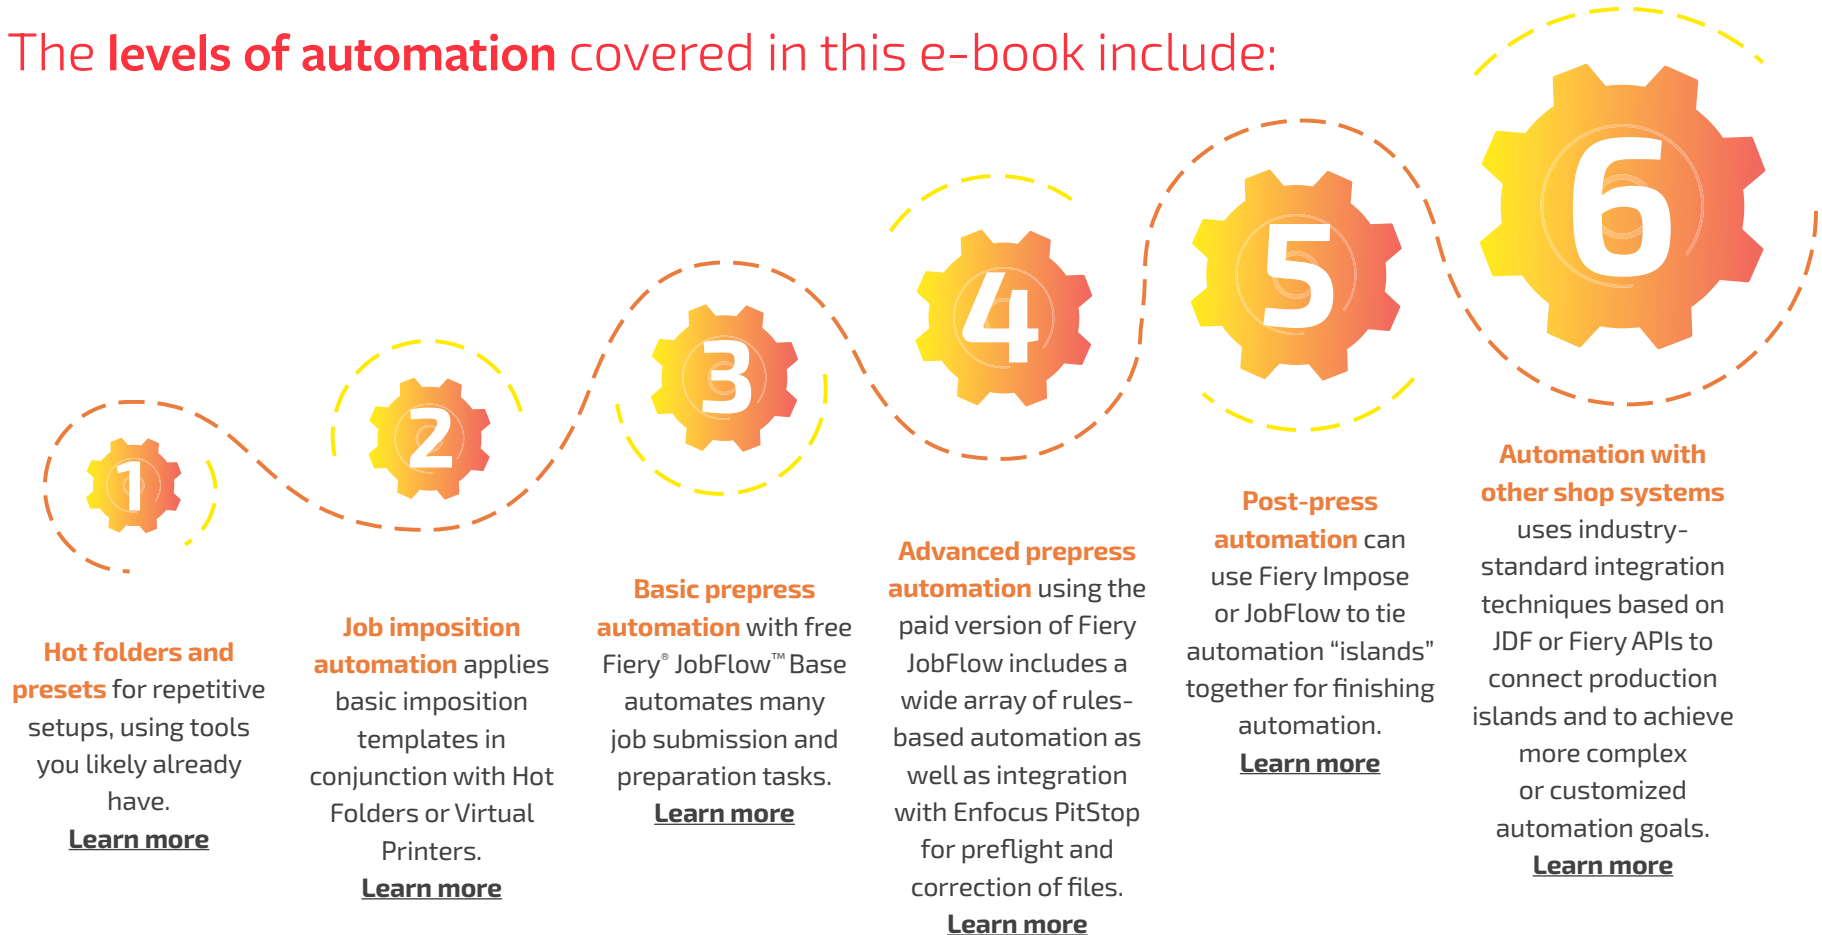 The levels of automation covered in this e-book include:
1
Hot folders and
presets for repetitive
setups, using tools
you likely already
have.
Learn more
2
Job imposition
automation applies
basic imposition
templates in
conjunction with Hot
Folders or Virtual
Printers.
Learn more
3
Basic prepress
automation with free
Fiery® JobFlow™ Base
automates many
job submission and
preparation tasks.
Learn more
4
Advanced prepress
automation using the
paid version of Fiery
JobFlow includes a
wide array of rules-
based automation as
well as integration
with Enfocus PitStop
for preflight and
correction of files.
Learn more
5
Post-press
automation can
use Fiery Impose
or JobFlow to tie
automation “islands”
together for finishing
automation.
Learn more
6
Automation with
other shop systems
uses industry-
standard integration
techniques based on
JDF or Fiery APIs to
connect production
islands and to achieve
more complex
or customized
automation goals.
Learn more